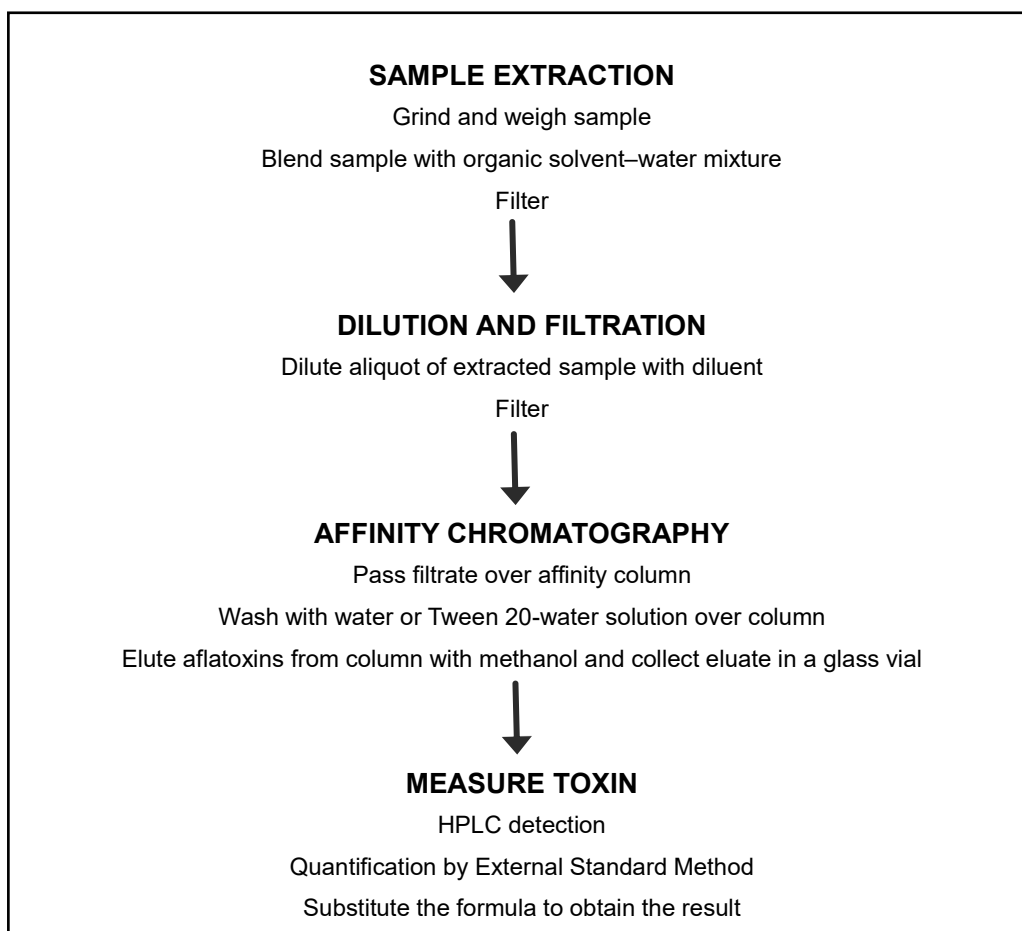 SAMPLE EXTRACTION
Grind and weigh sample
Blend sample with organic solvent–water mixture
Filter
DILUTION AND FILTRATION
Dilute aliquot of extracted sample with diluent
Filter
AFFINITY CHROMATOGRAPHY
Pass filtrate over affinity column
Wash with water or Tween 20-water solution over column
Elute aflatoxins from column with methanol and collect eluate in a glass vial
MEASURE TOXIN
HPLC detection
Quantification by External Standard Method
Substitute the formula to obtain the result